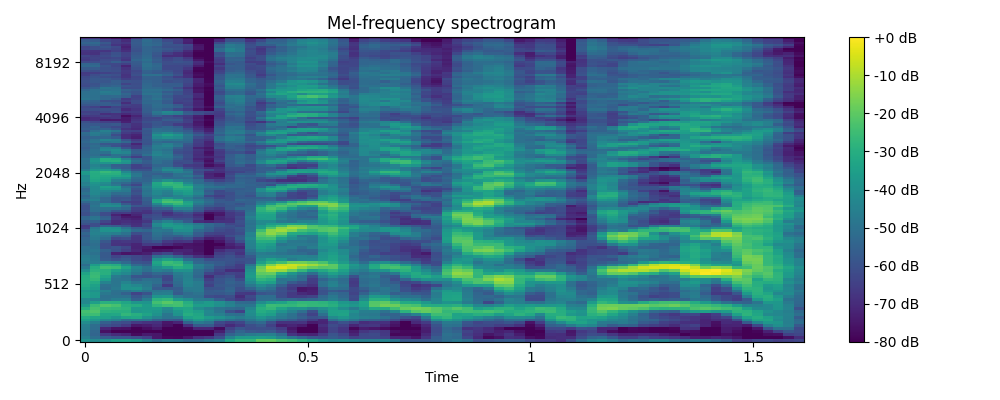 Mel-frequency spectrogram
Hz
8192
4096
2048
1024
512
0
0
0.5
1
1.5
Time
+0 dB
-10 dB
-20 dB
-30 dB
-40 dB
-50 dB
-60 dB
-70 dB
-80 dB